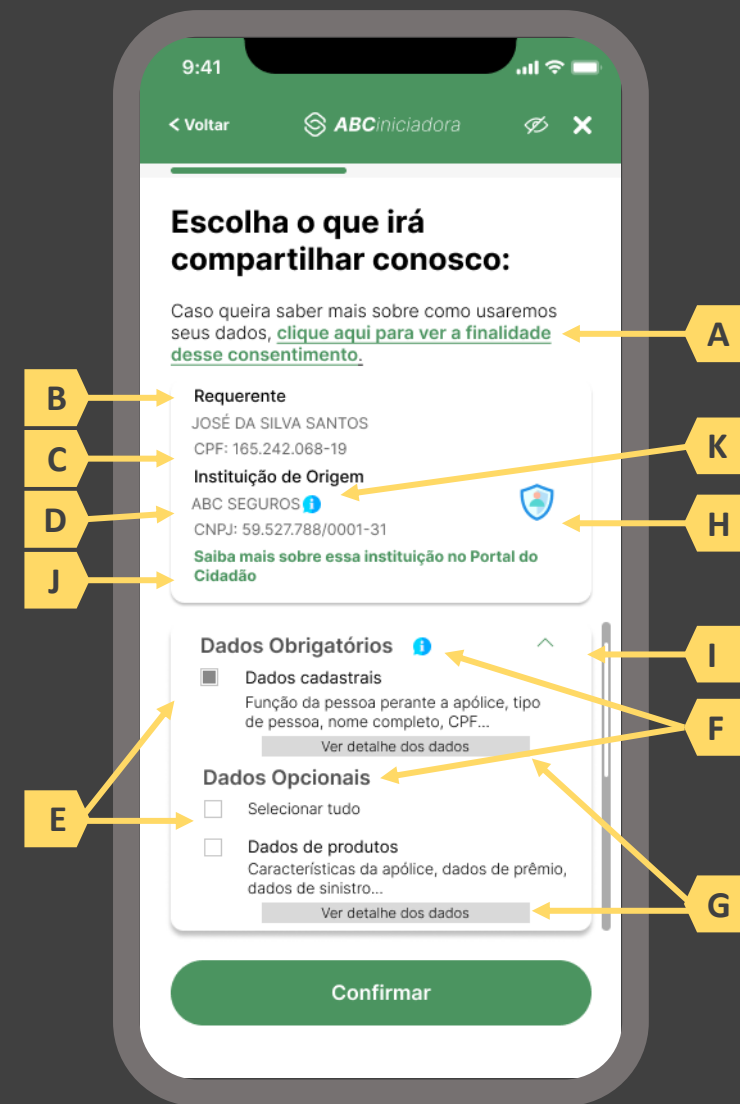 9:41
Voltar
ABCiniciadora
Escolha o que irá
compartilhar conosco:
Caso queira saber mais sobre como usaremos
seus dados, clique aqui para ver a finalidade
desse consentimento.
A
B
Requerente
JOSÉ DA SILVA SANTOS
C
CPF: 165.242.068-19
K
Instituição de Origem
D
ABC SEGUROS i
H
CNPJ: 59.527.788/0001-31
J
Saiba mais sobre essa instituição no Portal do
Cidadão
Dados Obrigatórios i
I
Dados cadastrais
Função da pessoa perante a apólice, tipo
de pessoa, nome completo, CPF...
F
Ver detalhe dos dados
Dados Opcionais
E
Selecionar tudo
Dados de produtos
Características da apólice, dados de prêmio,
dados de sinistro...
Ver detalhe dos dados
G
Confirmar